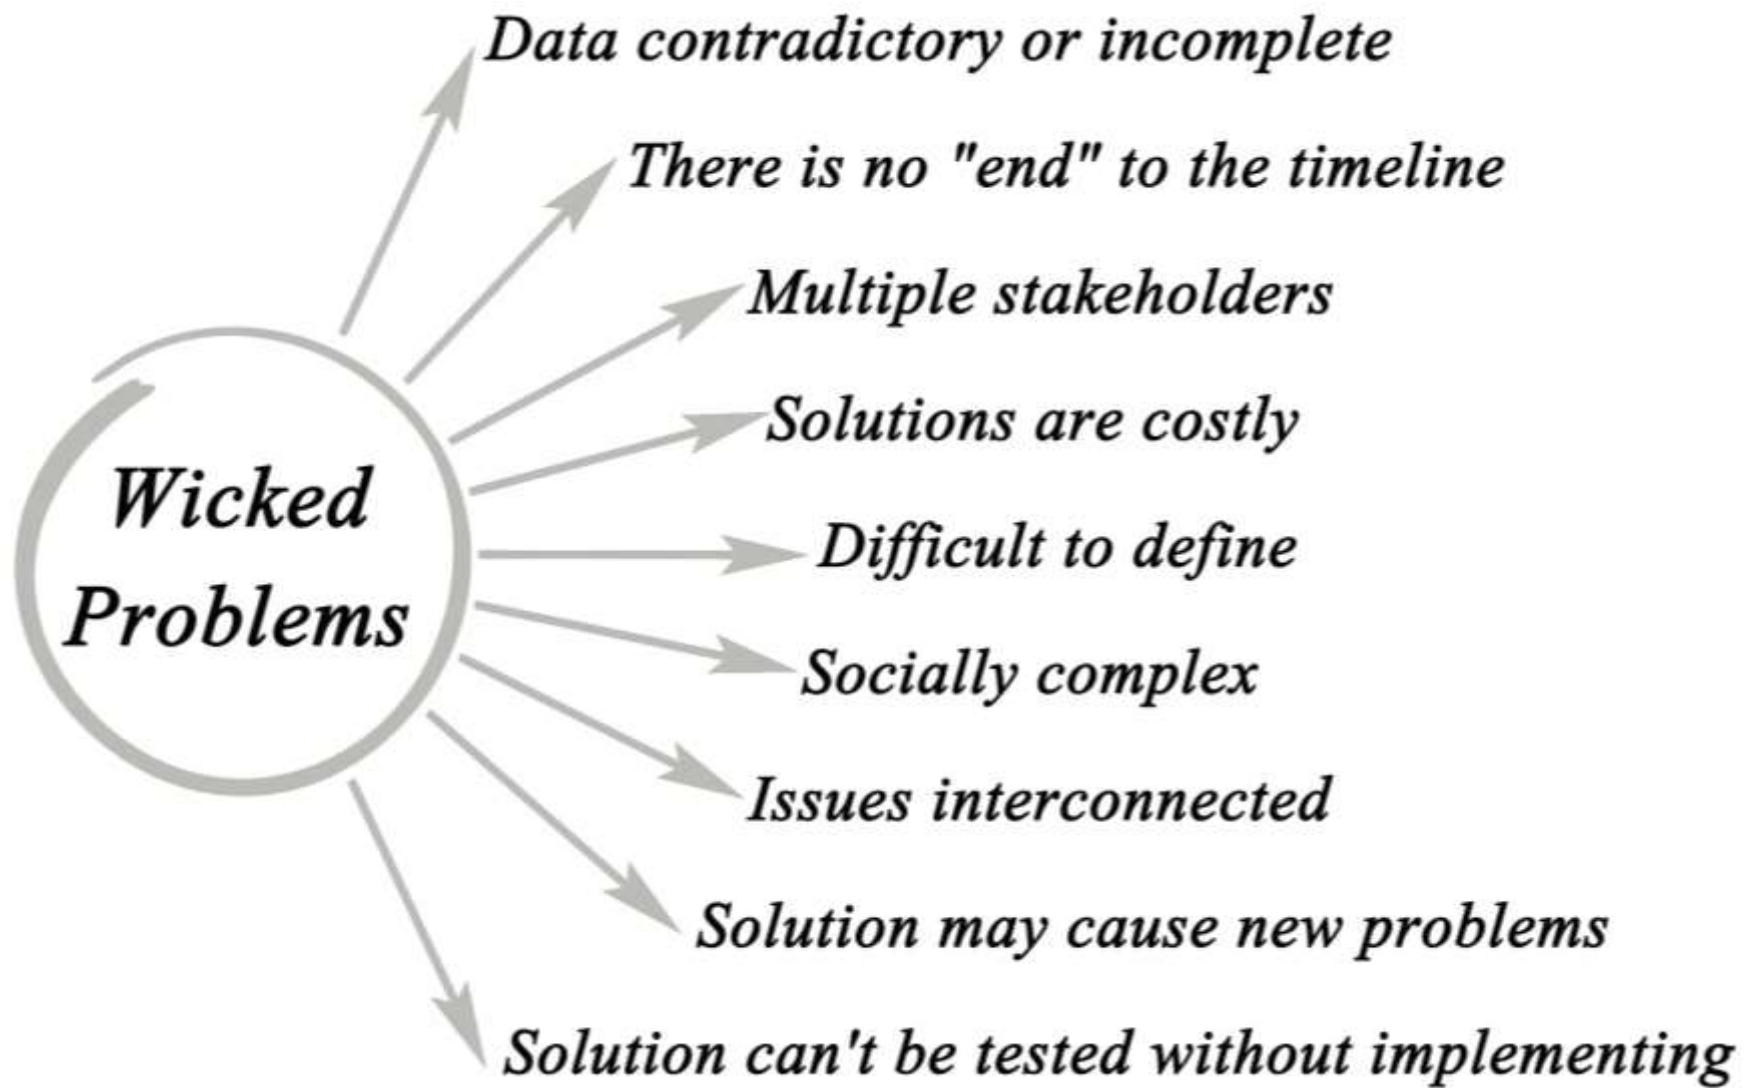 Data contradictory or incomplete
There is no "end" to the timeline
Multiple stakeholders
Solutions are costly
Wicked
Problems
Difficult to define
Socially complex
Issues interconnected
Solution may cause new problems
Solution can't be tested without implementing